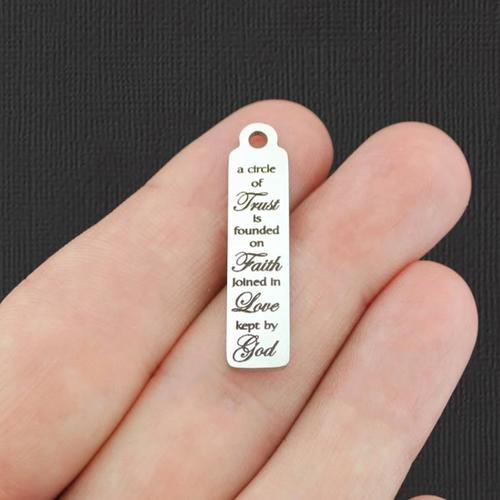 a circle
of
Trust
is
founded
on
Faith
Joined in
Love
kept by
God